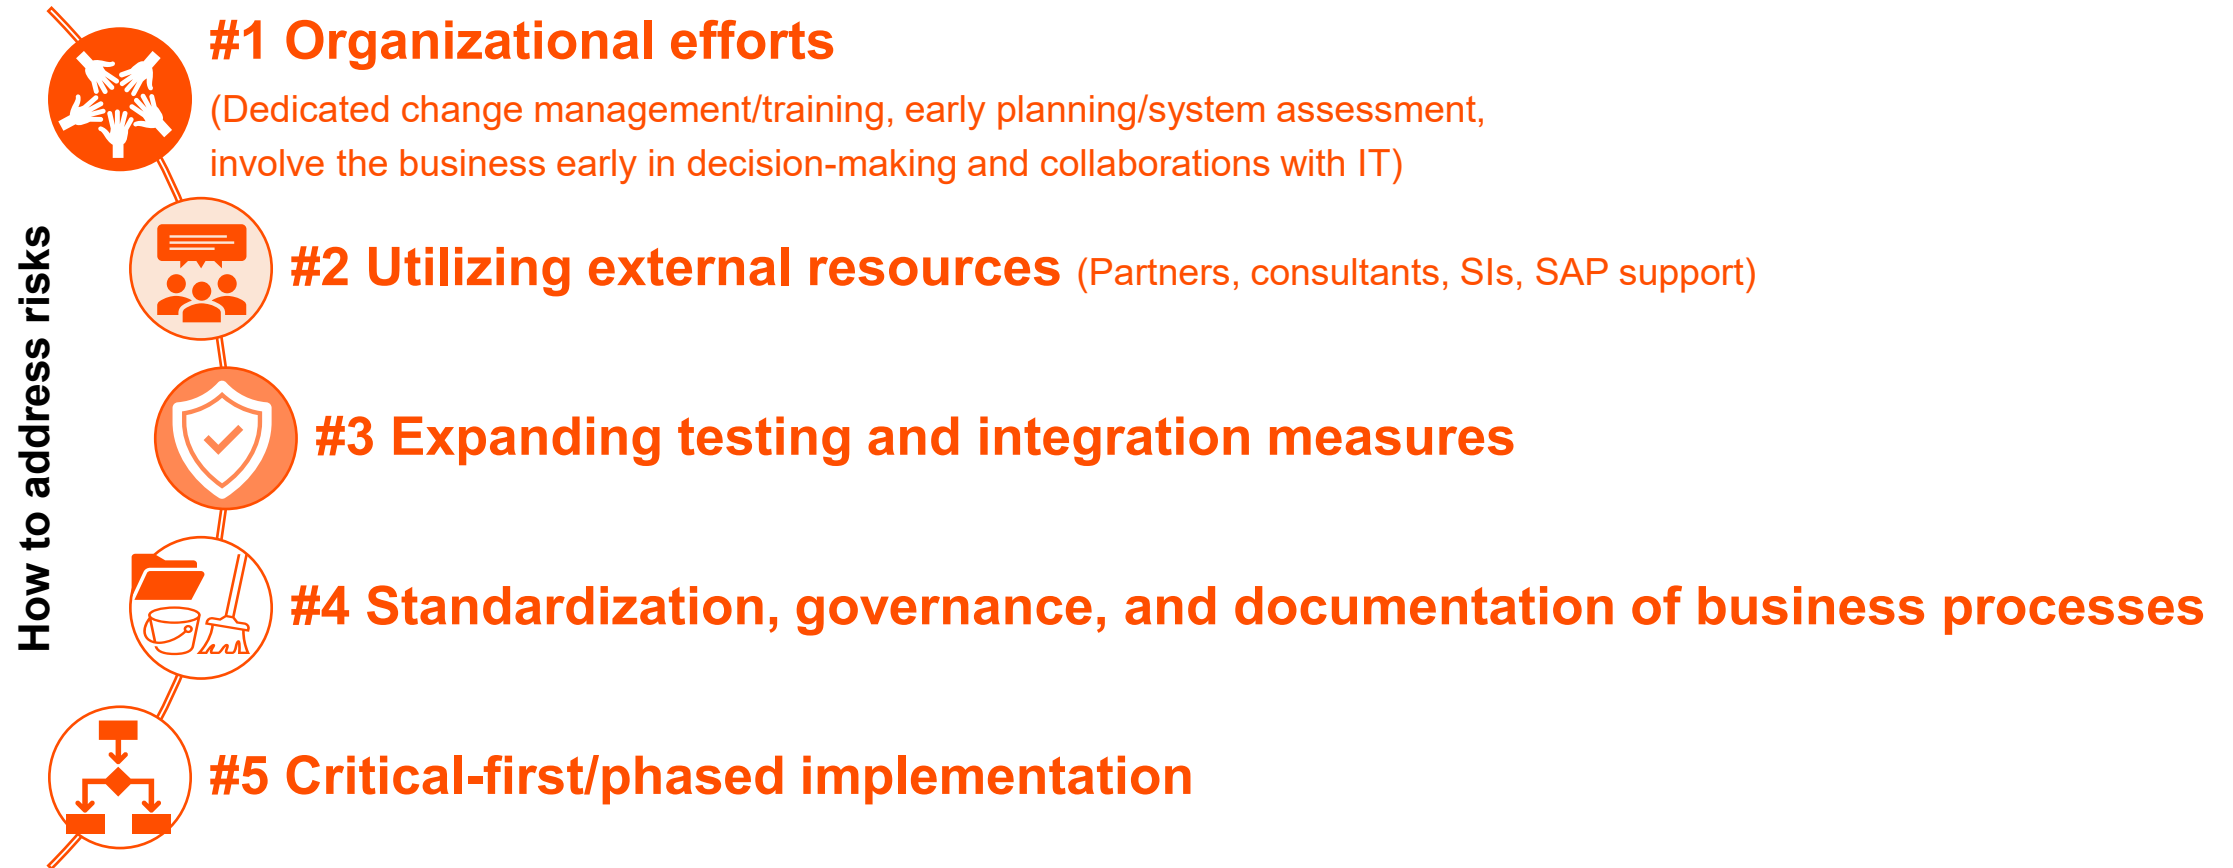 How to address risks
#1 Organizational efforts
(Dedicated change management/training, early planning/system assessment,
involve the business early in decision-making and collaborations with IT)
#2 Utilizing external resources (Partners, consultants, SIs, SAP support)
#3 Expanding testing and integration measures
#4 Standardization, governance, and documentation of business processes
#5 Critical-first/phased implementation